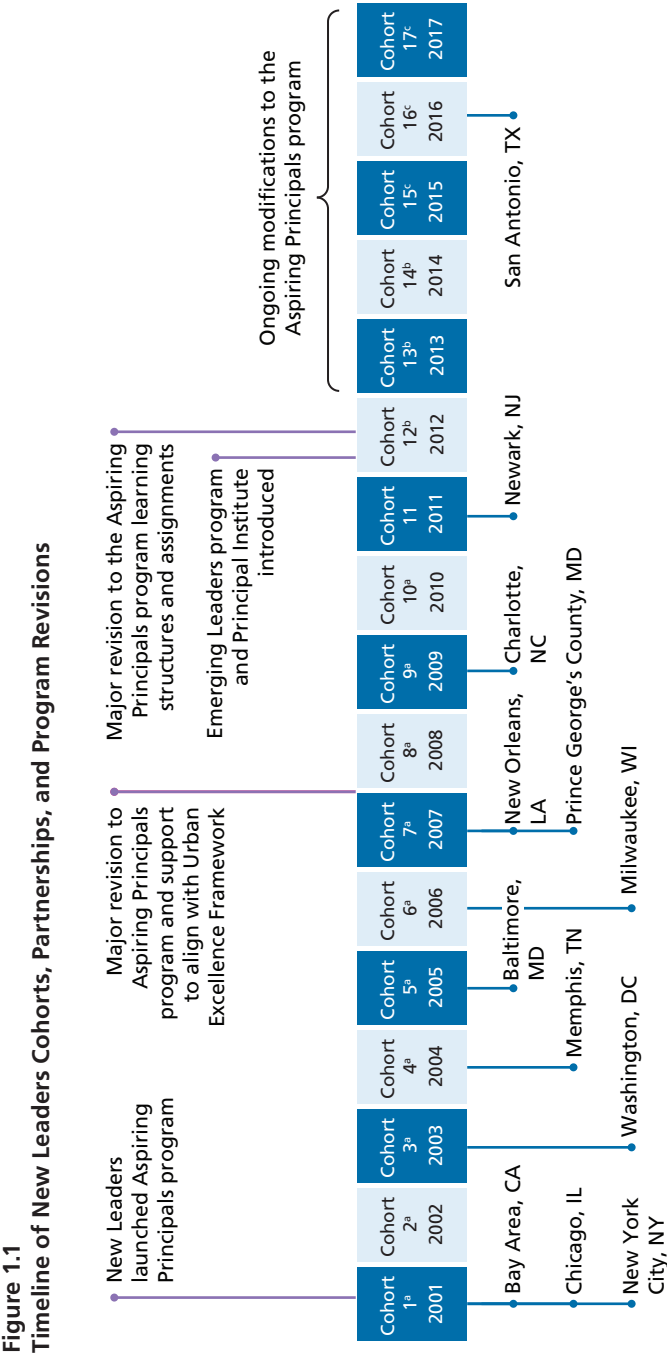 Figure 1.1
Timeline of New Leaders Cohorts, Partnerships, and Program Revisions
New Leaders
launched Aspiring
Principals program
Major revision to
Aspiring Principals
program and support
to align with Urban
Excellence Framework
Major revision to the Aspiring
Principals program learning
structures and assignments
Emerging Leaders program
and Principal Institute
introduced
Ongoing modifications to the
Aspiring Principals program
Cohort
1ᵃ
2001
Cohort
2ᵃ
2002
Cohort
3ᵃ
2003
Cohort
4ᵃ
2004
Cohort
5ᵃ
2005
Cohort
6ᵃ
2006
Cohort
7ᵃ
2007
Cohort
8ᵃ
2008
Cohort
9ᵃ
2009
Cohort
10ᵃ
2010
Cohort
11
2011
Cohort
12ᵇ
2012
Cohort
13ᵇ
2013
Cohort
14ᵇ
2014
Cohort
15ᶜ
2015
Cohort
16ᶜ
2016
Cohort
17ᶜ
2017
Bay Area, CA
Chicago, IL
New York
City, NY
Washington, DC
Memphis, TN
Baltimore,
MD
Milwaukee, WI
New Orleans,
LA
Prince George’s County, MD
Charlotte,
NC
Newark, NJ
San Antonio, TX